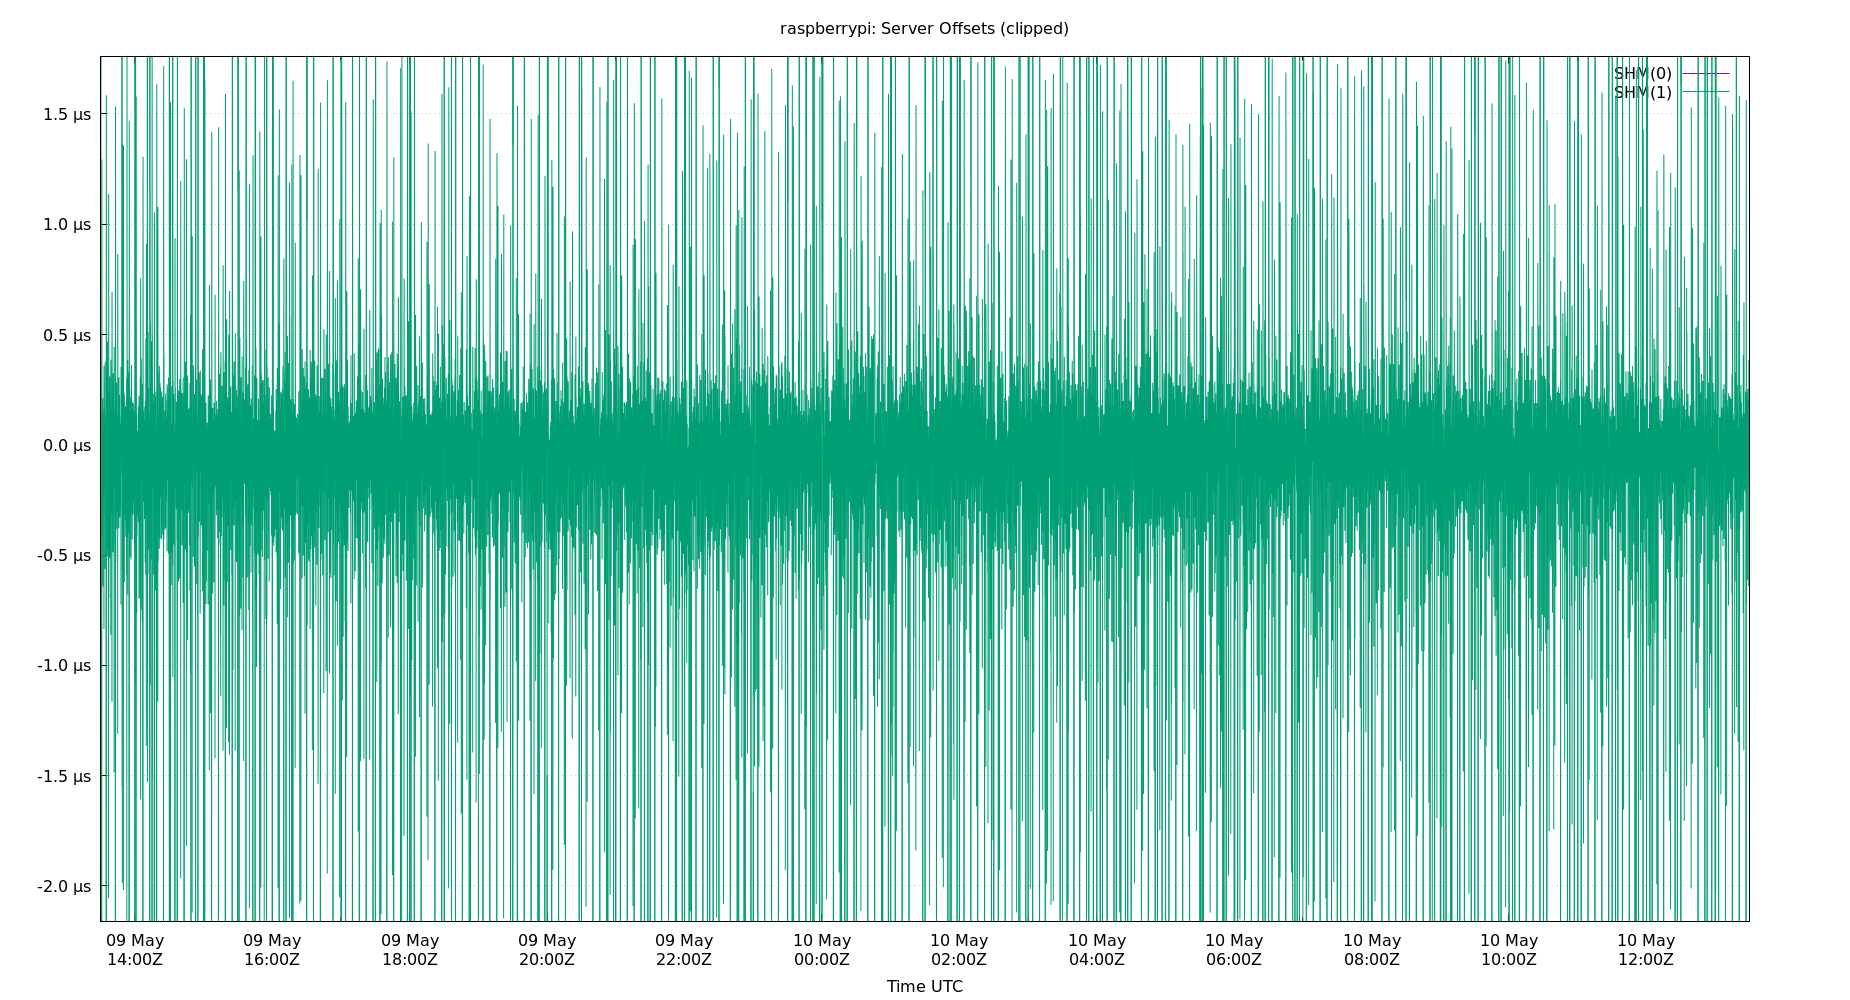 raspberrypi: Server Offsets (clipped)
SHM(0)
SHM(1)
1.5 µs
1.0 µs
0.5 µs
0.0 µs
-0.5 µs
-1.0 µs
-1.5 µs
-2.0 µs
09 May 09 May 09 May 09 May 09 May 10 May 10 May 10 May 10 May 10 May 10 May 10 May
14:00Z 16:00Z 18:00Z 20:00Z 22:00Z 00:00Z 02:00Z 04:00Z 06:00Z 08:00Z 10:00Z 12:00Z
Time UTC